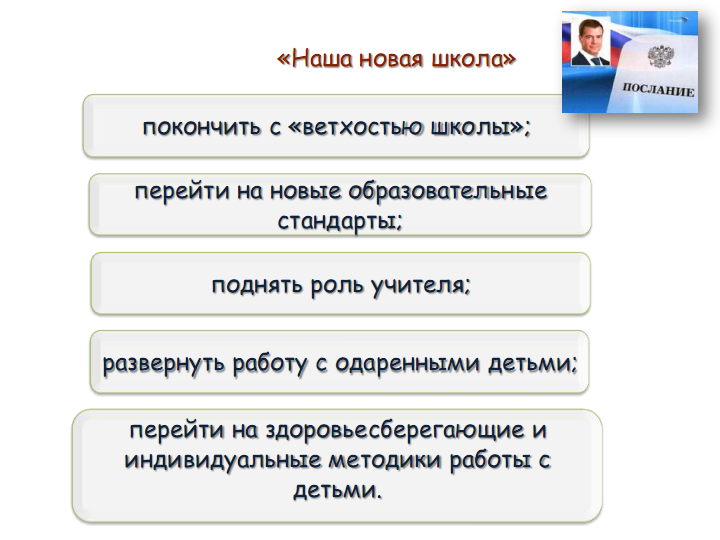 «Наша новая школа»
ПОСЛАНИЕ
покончить с «ветхостью школы»;
перейти на новые образовательные
стандарты;
поднять роль учителя;
развернуть работу с одаренными детьми;
перейти на здоровьесберегающие и
индивидуальные методики работы с
детьми.